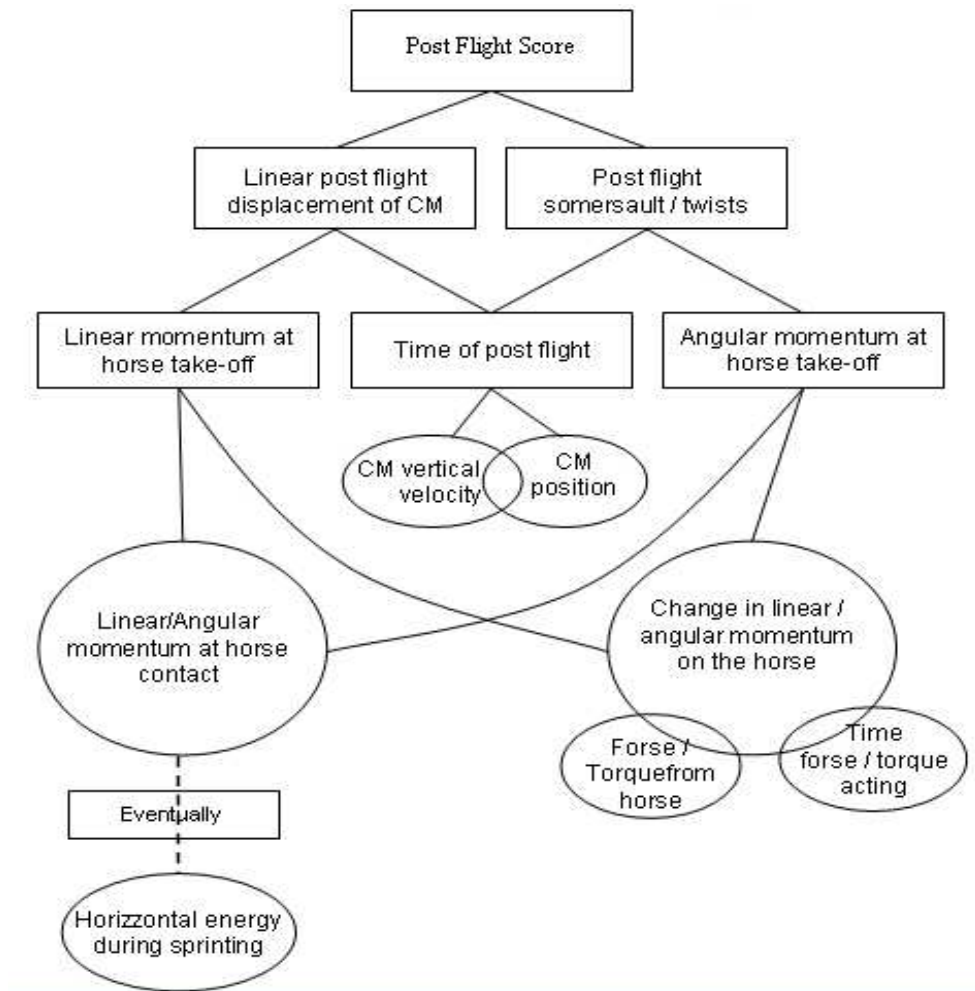 Post Flight Score
Linear post flight
displacement of CM
Post flight
somersault / twists
Linear momentum at
horse take-off
Time of post flight
Angular momentum at
horse take-off
CM vertical
velocity
CM
position
Linear/Angular
momentum at horse
contact
Change in linear /
angular momentum
on the horse
Forse /
Torquefrom
horse
Time
forse / torque
acting
Eventually
Horizzontal energy
during sprinting